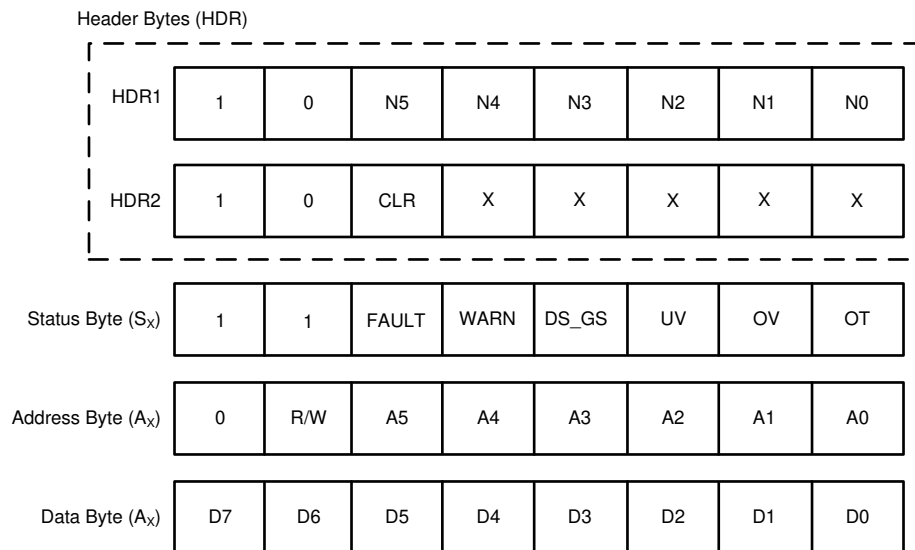 Header Bytes (HDR)
HDR1 1 0 N5 N4 N3 N2 N1 N0
HDR2 1 0 CLR X X X X X
Status Byte (SX) 1 1 FAULT WARN DS_GS UV OV OT
Address Byte (AX) 0 R/W A5 A4 A3 A2 A1 A0
Data Byte (AX) D7 D6 D5 D4 D3 D2 D1 D0